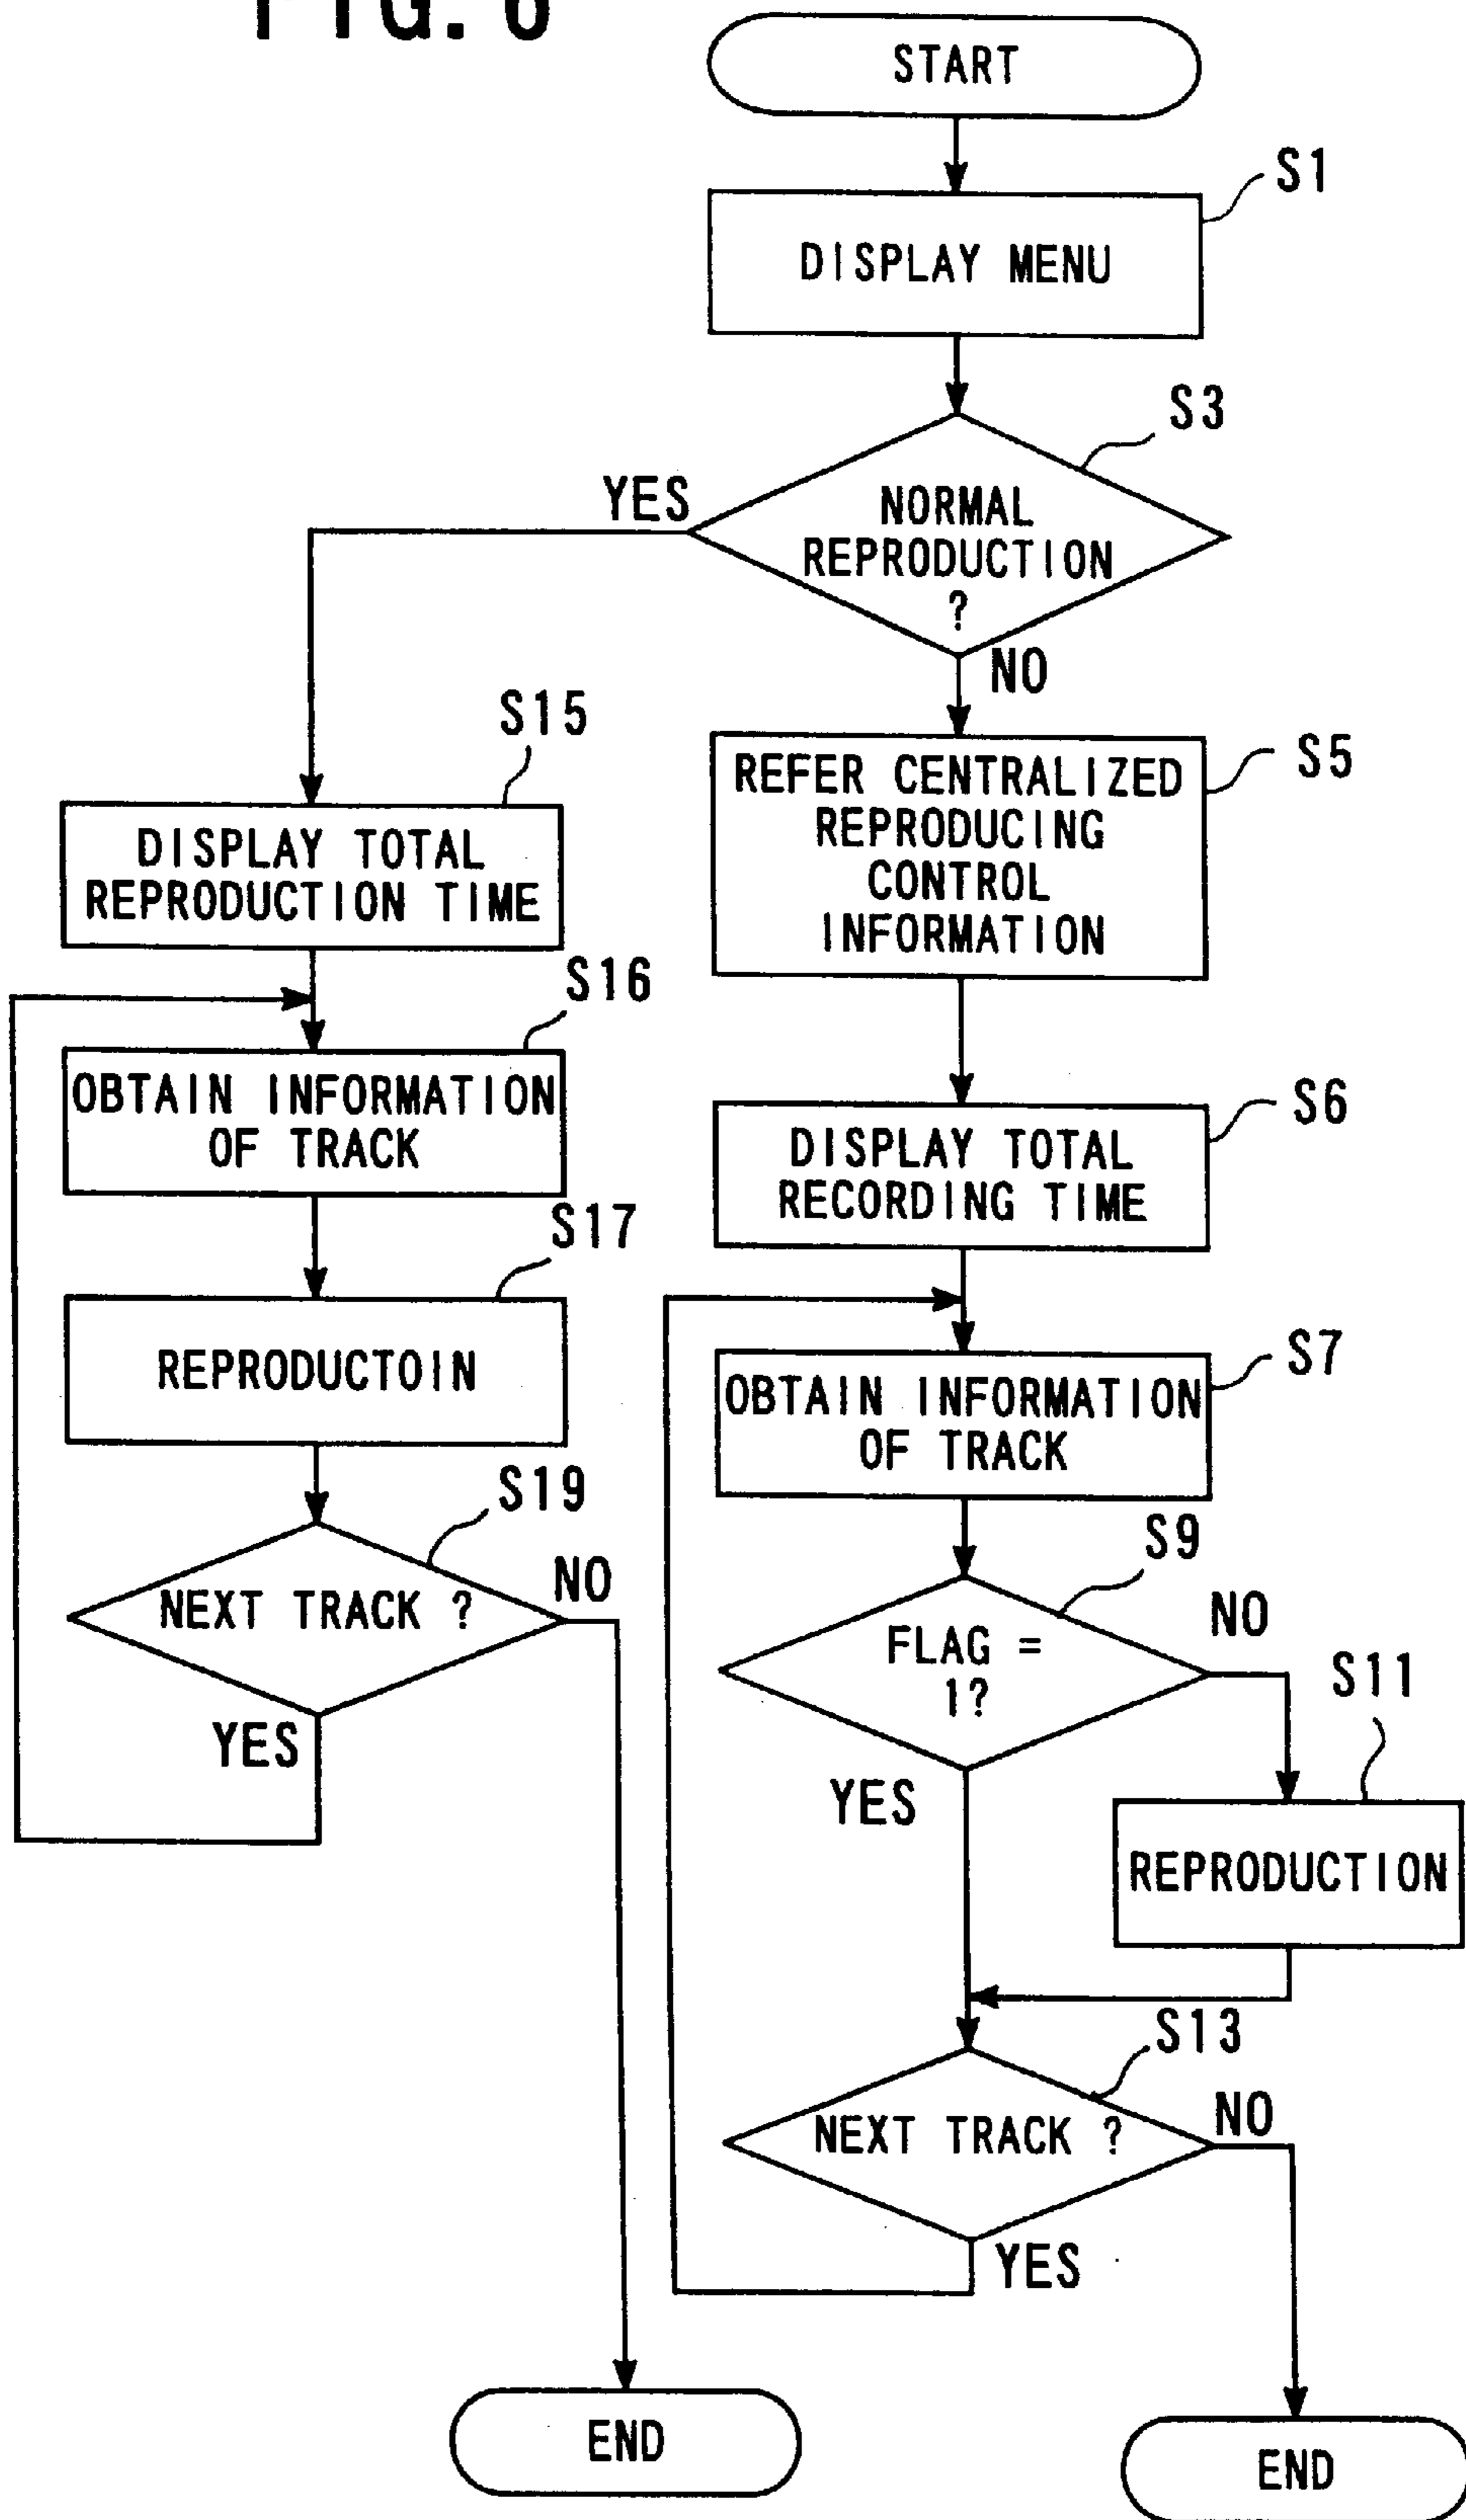 START
S1
DISPLAY MENU
S3
YES
NORMAL
REPRODUCTION
?
NO
S15
S5
REFER CENTRALIZED
REPRODUCING
CONTROL
INFORMATION
DISPLAY TOTAL
REPRODUCTION TIME
S16
OBTAIN INFORMATION
OF TRACK
S6
DISPLAY TOTAL
RECORDING TIME
S17
REPRODUCTOIN
S7
OBTAIN INFORMATION
OF TRACK
S19
NEXT TRACK ?
NO
YES
S9
FLAG =
1?
NO
S11
YES
REPRODUCTION
S13
NEXT TRACK ?
NO
YES
END
END